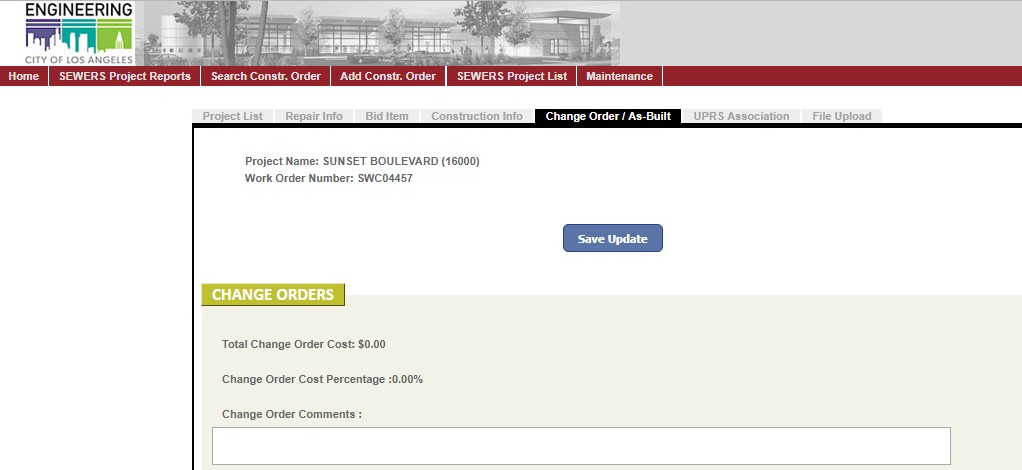 ENGINEERING
CITY OF LOS ANGELES
Home SEWERS Project Reports Search Constr. Order Add Constr. Order SEWERS Project List Maintenance
Project List Repair Info Bid Item Construction Info Change Order / As-Built UPRS Association File Upload
Project Name: SUNSET BOULEVARD (16000)
Work Order Number: SWC04457
Save Update
CHANGE ORDERS
Total Change Order Cost: $0.00
Change Order Cost Percentage :0.00%
Change Order Comments :